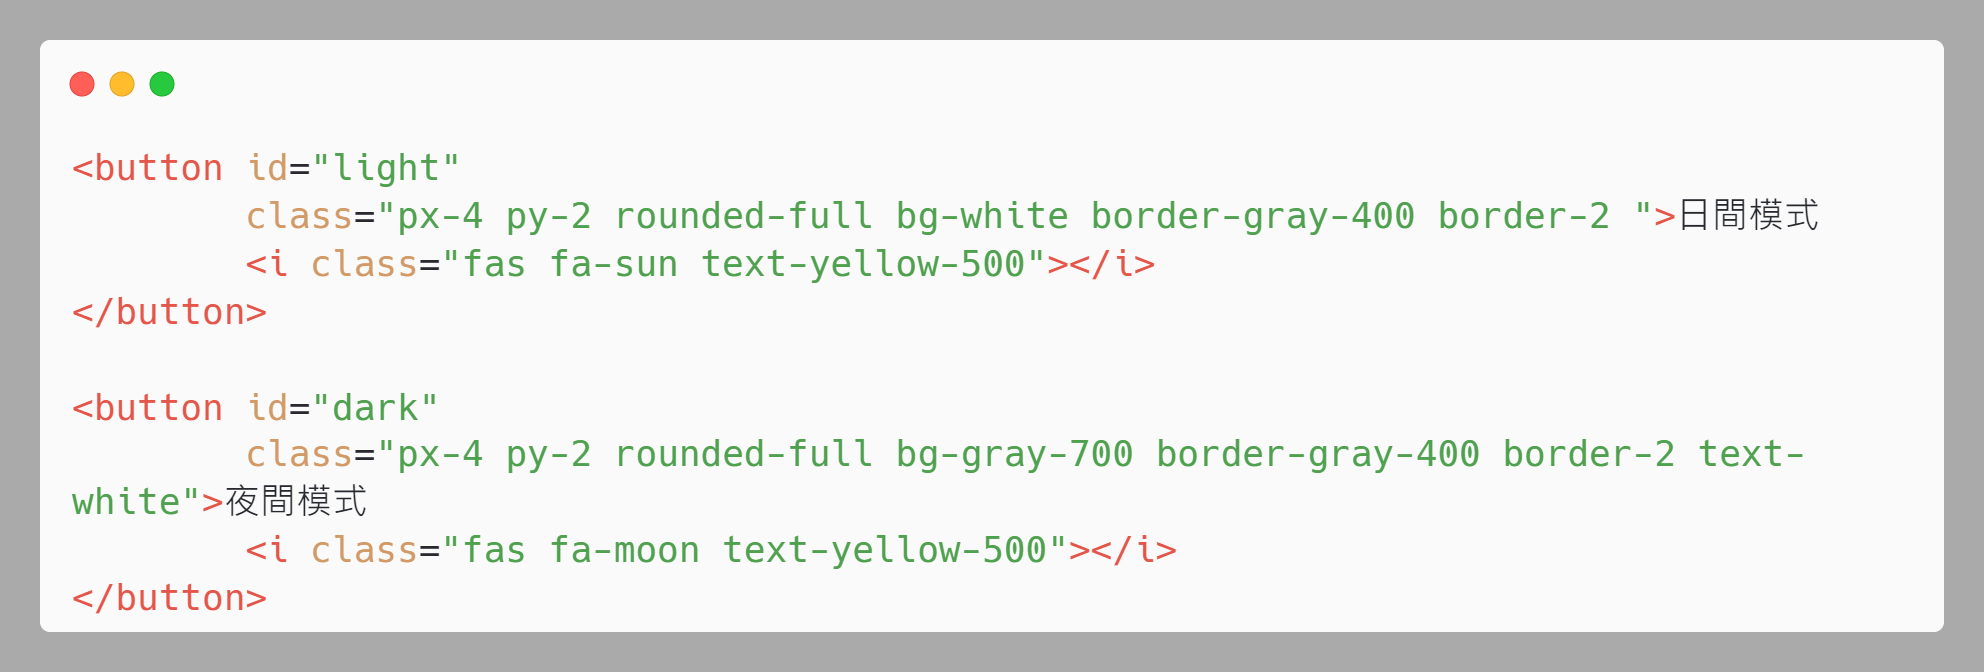 <button id="light"
        class="px-4 py-2 rounded-full bg-white border-gray-400 border-2 ">日間模式
        <i class="fas fa-sun text-yellow-500"></i>
</button>

<button id="dark"
        class="px-4 py-2 rounded-full bg-gray-700 border-gray-400 border-2 text-
white">夜間模式
        <i class="fas fa-moon text-yellow-500"></i>
</button>